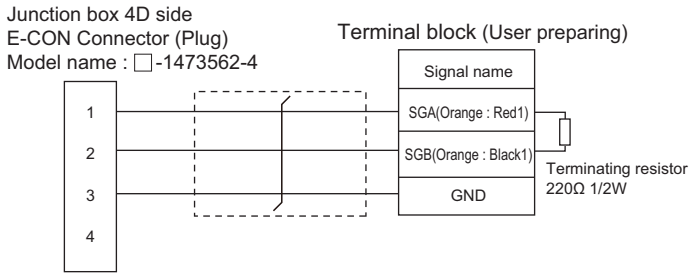 Junction box 4D side
E-CON Connector (Plug)
Model name : □-1473562-4
Terminal block (User preparing)
Signal name
1
SGA(Orange : Red1)
2
SGB(Orange : Black1)
3
GND
4
Terminating resistor
220Ω 1/2W